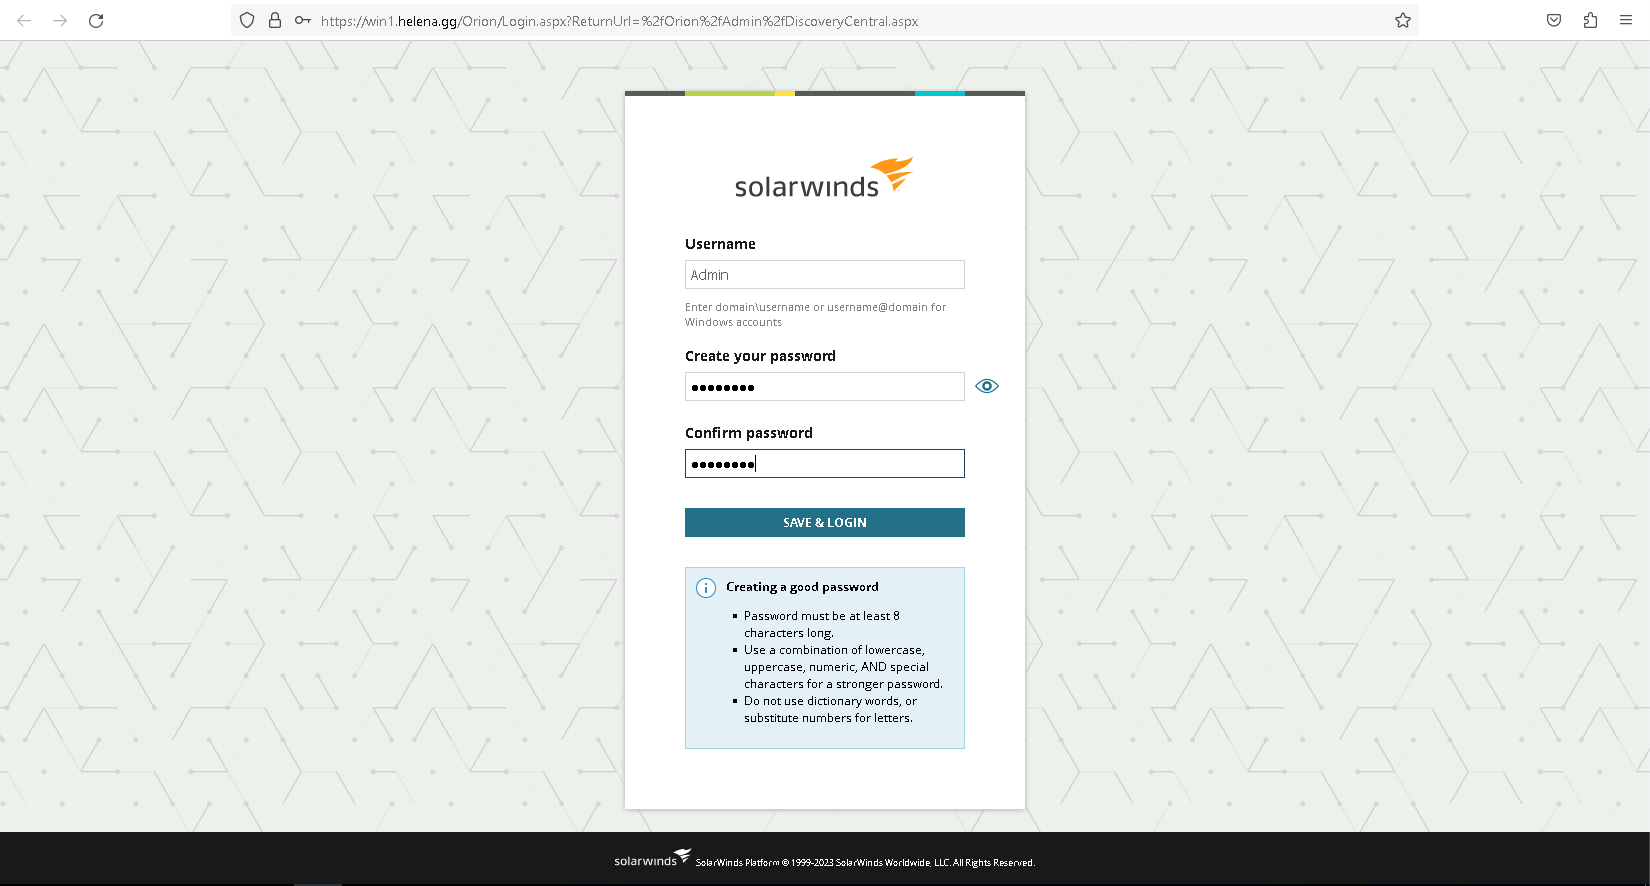 https://win1.helena.gg/Orion/Login.aspx?ReturnUrl=%2fOrion%2fAdmin%2fDiscoveryCentral.aspx
solarwinds
Username
Admin
Enter domain\username or username@domain for
Windows accounts
Create your password
••••••••
Confirm password
••••••••
SAVE & LOGIN
Creating a good password
▪ Password must be at least 8
characters long.
▪ Use a combination of lowercase,
uppercase, numeric, AND special
characters for a stronger password.
▪ Do not use dictionary words, or
substitute numbers for letters.
solarwinds SolarWinds Platform © 1999-2023 SolarWinds Worldwide, LLC. All Rights Reserved.